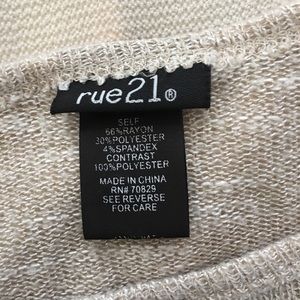 rue21®
SELF
66%RAYON
30%POLYESTER
4%SPANDEX
CONTRAST
100%POLYESTER
MADE IN CHINA
RN# 70829
SEE REVERSE
FOR CARE